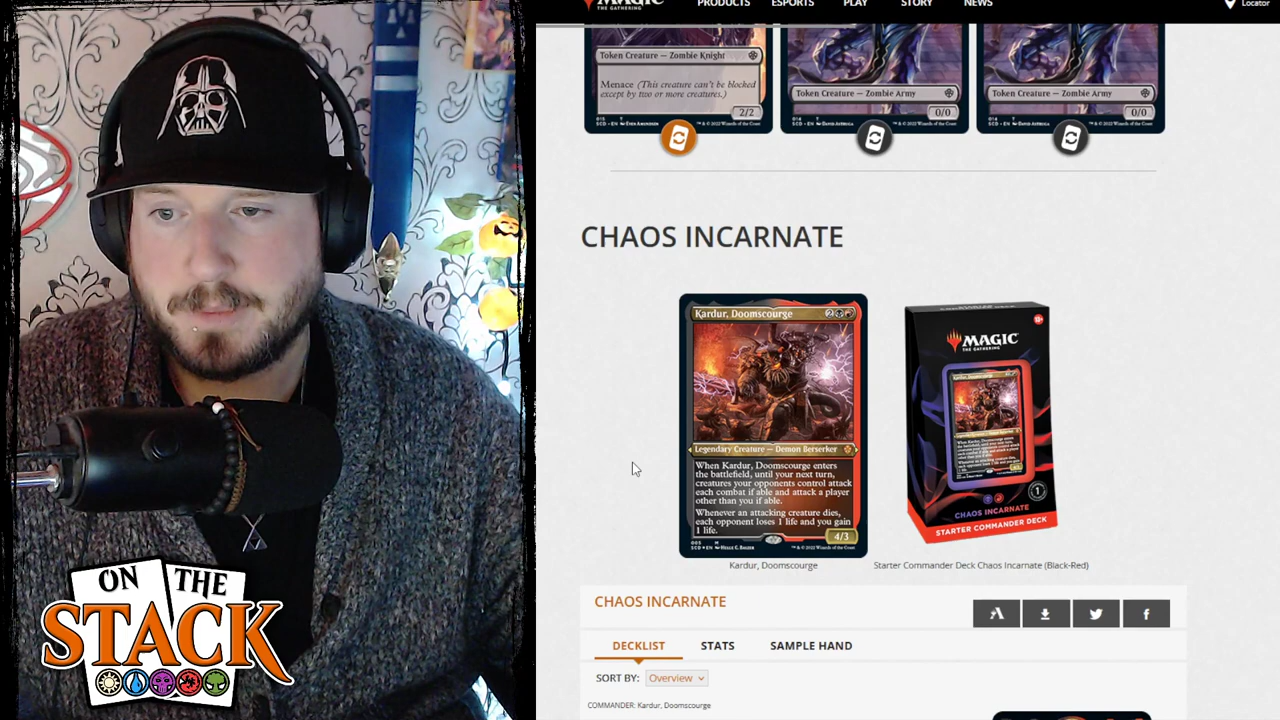 MAGIC
THE GATHERING
PRODUCTS
ESPORTS
PLAY
STORY
NEWS
Locator
Token Creature — Zombie Knight
Menace (This creature can't be blocked
except by two or more creatures.)
2/2
Token Creature — Zombie Army
0/0
Token Creature — Zombie Army
0/0
CHAOS INCARNATE
Kardur, Doomscourge
2
Legendary Creature — Demon Berserker
When Kardur, Doomscourge enters
the battlefield, until your next turn,
creatures your opponents control attack
each combat if able and attack a player
other than you if able.
Whenever an attacking creature dies,
each opponent loses 1 life and you gain
1 life.
4/3
MAGIC
THE GATHERING
CHAOS INCARNATE
STARTER COMMANDER DECK
1
Kardur, Doomscourge
Starter Commander Deck Chaos Incarnate (Black-Red)
CHAOS INCARNATE
DECKLIST
STATS
SAMPLE HAND
SORT BY: Overview
COMMANDER: Kardur, Doomscourge
ON THE
STACK